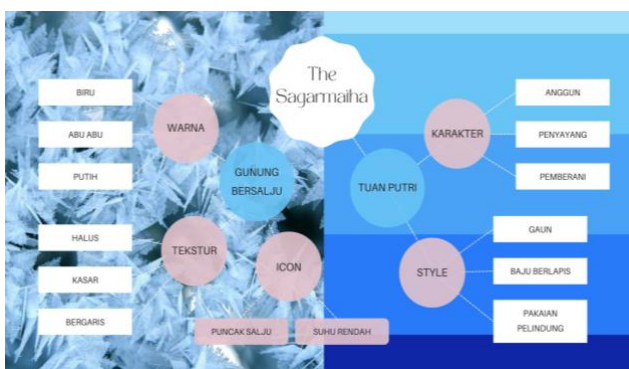 The
Sagarmatha
BIRU
ABU ABU
PUTIH
WARNA
GUNUNG
BERSALJU
HALUS
KASAR
BERGARIS
TEKSTUR
ICON
PUNCAK SALJU
SUHU RENDAH
TUAN PUTRI
KARAKTER
ANGGUN
PENYAYANG
PEMBERANI
STYLE
GAUN
BAJU BERLAPIS
PAKAIAN
PELINDUNG